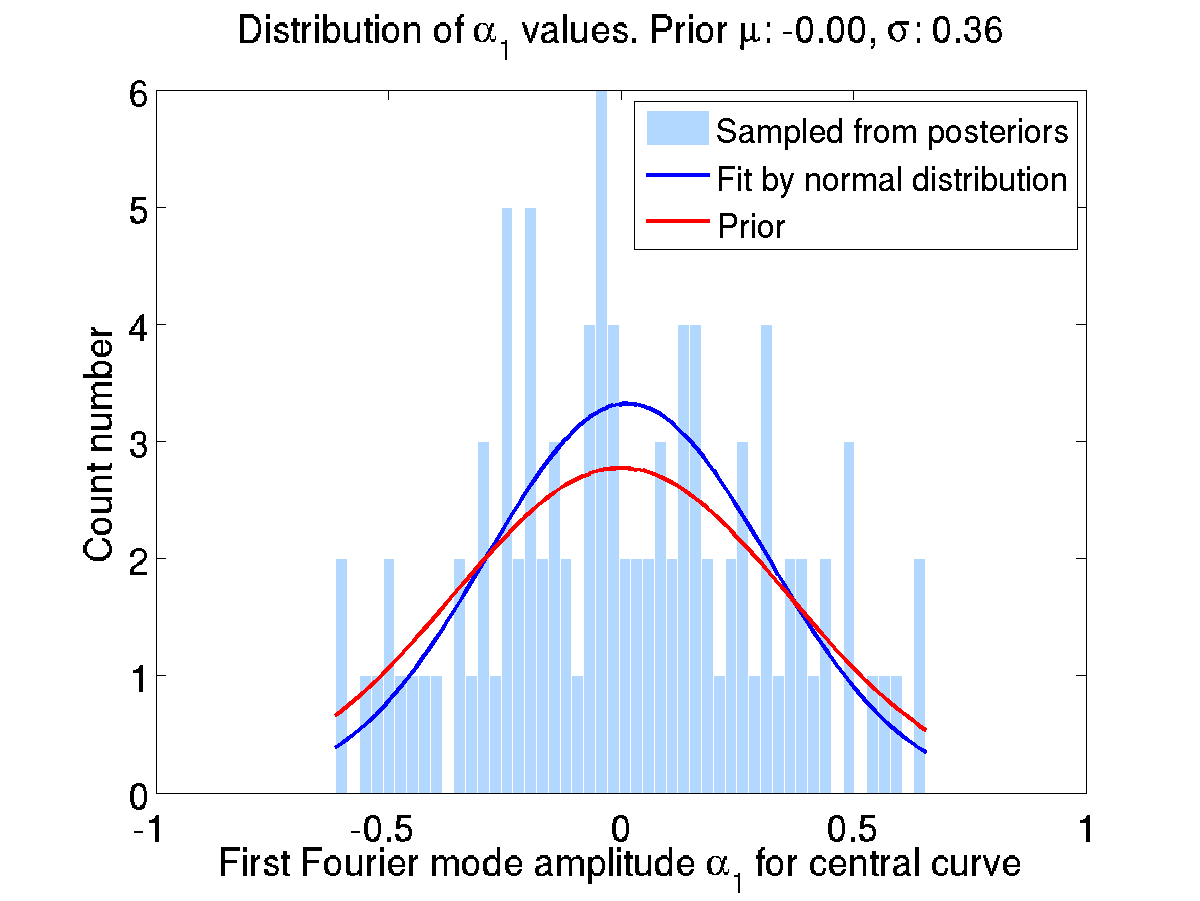 Distribution of α1 values. Prior μ: -0.00, σ: 0.36
6
5
4
3
2
1
0
Count number
Sampled from posteriors
Fit by normal distribution
Prior
-1 -0.5 0 0.5 1
First Fourier mode amplitude α1 for central curve